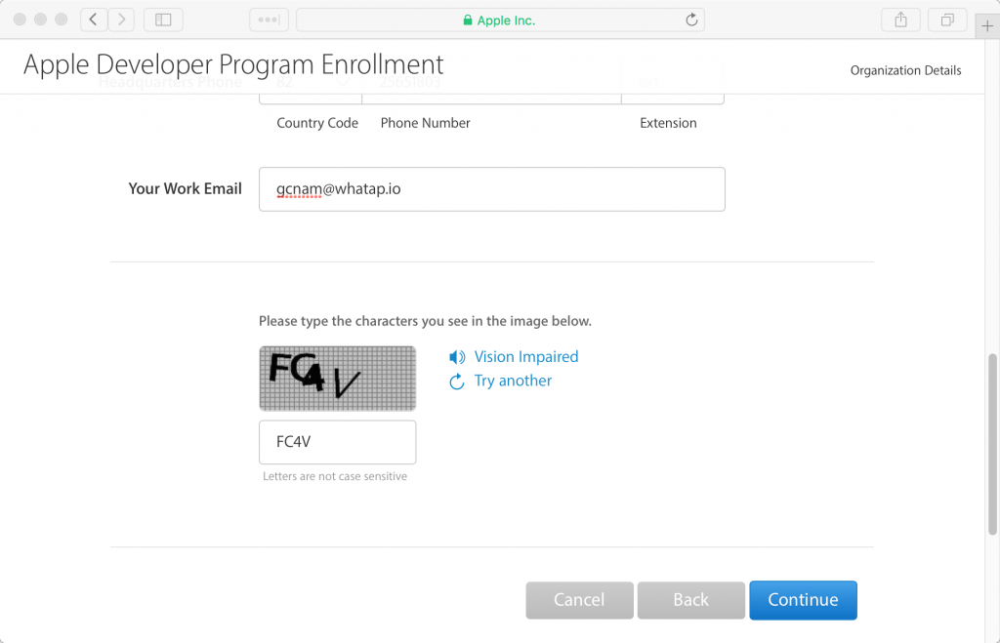 Apple Inc.
Apple Developer Program Enrollment
Organization Details
Headquarters Phone 82
Country Code Phone Number Extension
Your Work Email gcnam@whatap.io
Please type the characters you see in the image below.
FC4V
Vision Impaired
Try another
FC4V
Letters are not case sensitive
Cancel Back Continue